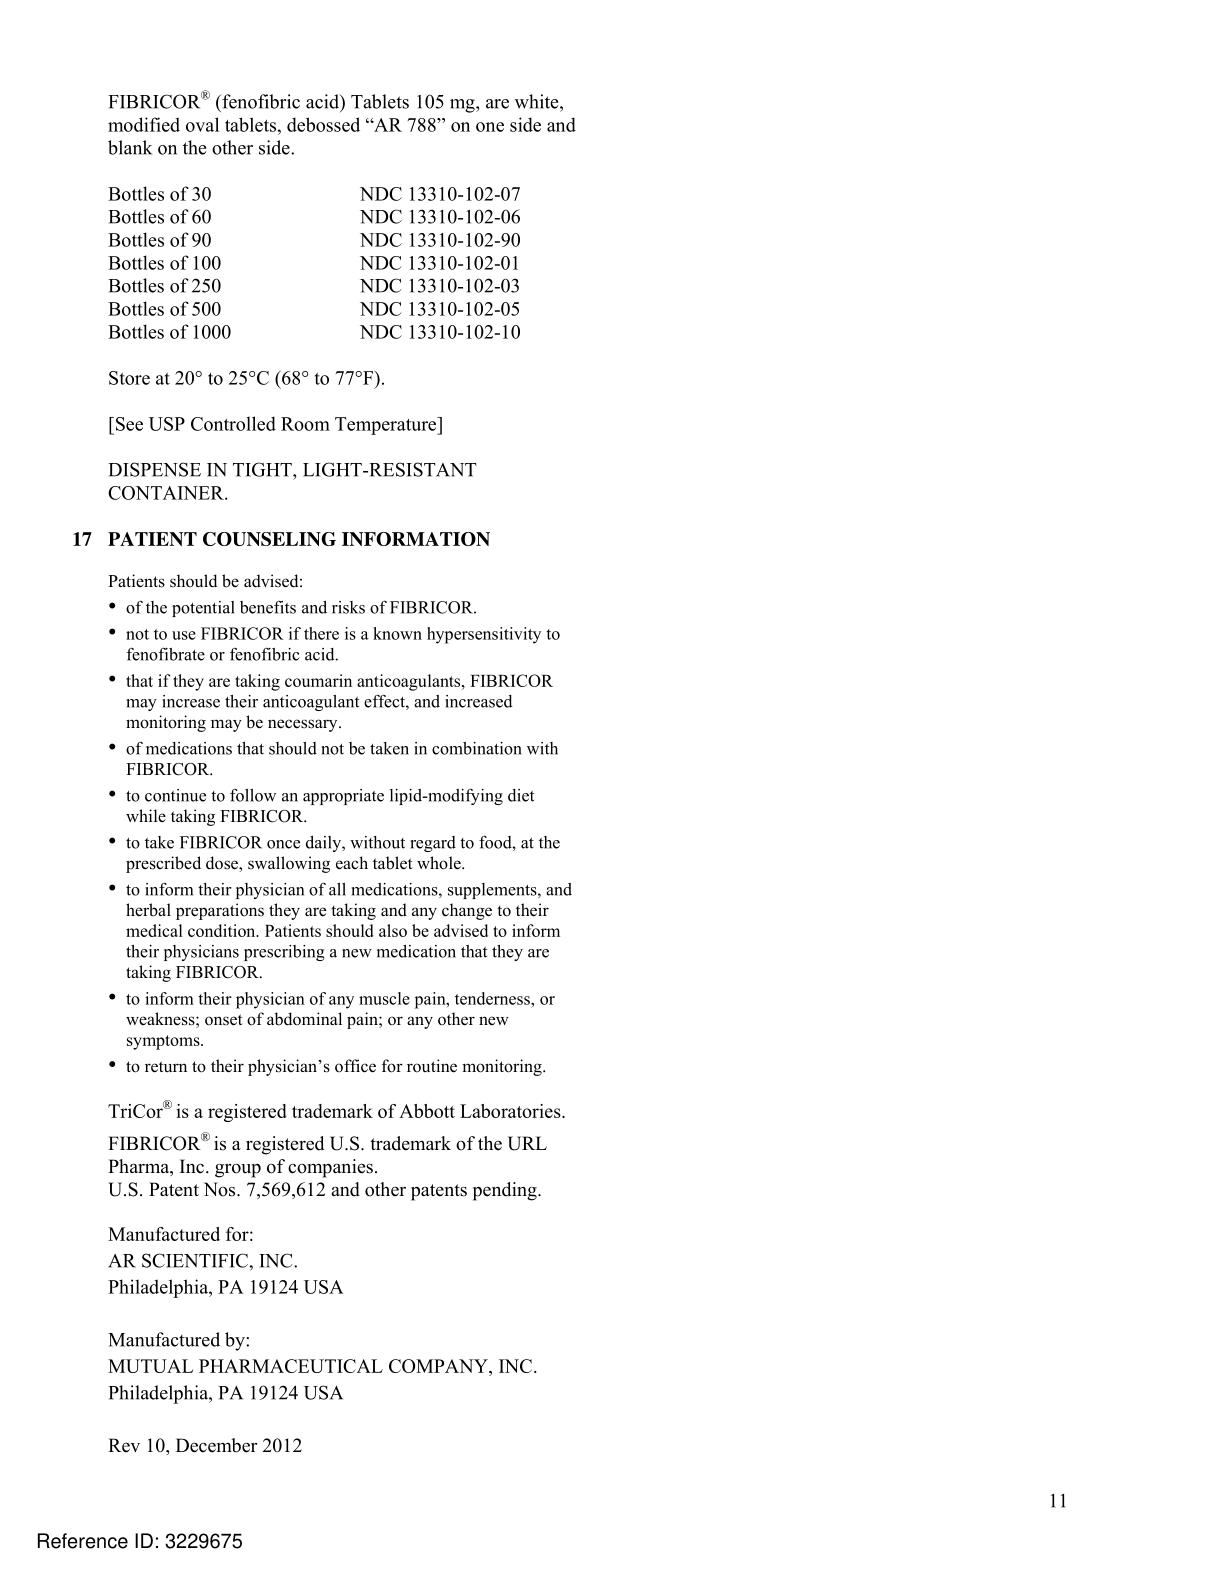 FIBRICOR® (fenofibric acid) Tablets 105 mg, are white,
modified oval tablets, debossed “AR 788” on one side and
blank on the other side.
Bottles of 30 NDC 13310-102-07
Bottles of 60 NDC 13310-102-06
Bottles of 90 NDC 13310-102-90
Bottles of 100 NDC 13310-102-01
Bottles of 250 NDC 13310-102-03
Bottles of 500 NDC 13310-102-05
Bottles of 1000 NDC 13310-102-10
Store at 20° to 25°C (68° to 77°F).
[See USP Controlled Room Temperature]
DISPENSE IN TIGHT, LIGHT-RESISTANT
CONTAINER.
17 PATIENT COUNSELING INFORMATION
Patients should be advised:
• of the potential benefits and risks of FIBRICOR.
• not to use FIBRICOR if there is a known hypersensitivity to
fenofibrate or fenofibric acid.
• that if they are taking coumarin anticoagulants, FIBRICOR
may increase their anticoagulant effect, and increased
monitoring may be necessary.
• of medications that should not be taken in combination with
FIBRICOR.
• to continue to follow an appropriate lipid-modifying diet
while taking FIBRICOR.
• to take FIBRICOR once daily, without regard to food, at the
prescribed dose, swallowing each tablet whole.
• to inform their physician of all medications, supplements, and
herbal preparations they are taking and any change to their
medical condition. Patients should also be advised to inform
their physicians prescribing a new medication that they are
taking FIBRICOR.
• to inform their physician of any muscle pain, tenderness, or
weakness; onset of abdominal pain; or any other new
symptoms.
• to return to their physician’s office for routine monitoring.
TriCor® is a registered trademark of Abbott Laboratories.
FIBRICOR® is a registered U.S. trademark of the URL
Pharma, Inc. group of companies.
U.S. Patent Nos. 7,569,612 and other patents pending.
Manufactured for:
AR SCIENTIFIC, INC.
Philadelphia, PA 19124 USA
Manufactured by:
MUTUAL PHARMACEUTICAL COMPANY, INC.
Philadelphia, PA 19124 USA
Rev 10, December 2012
11
Reference ID: 3229675